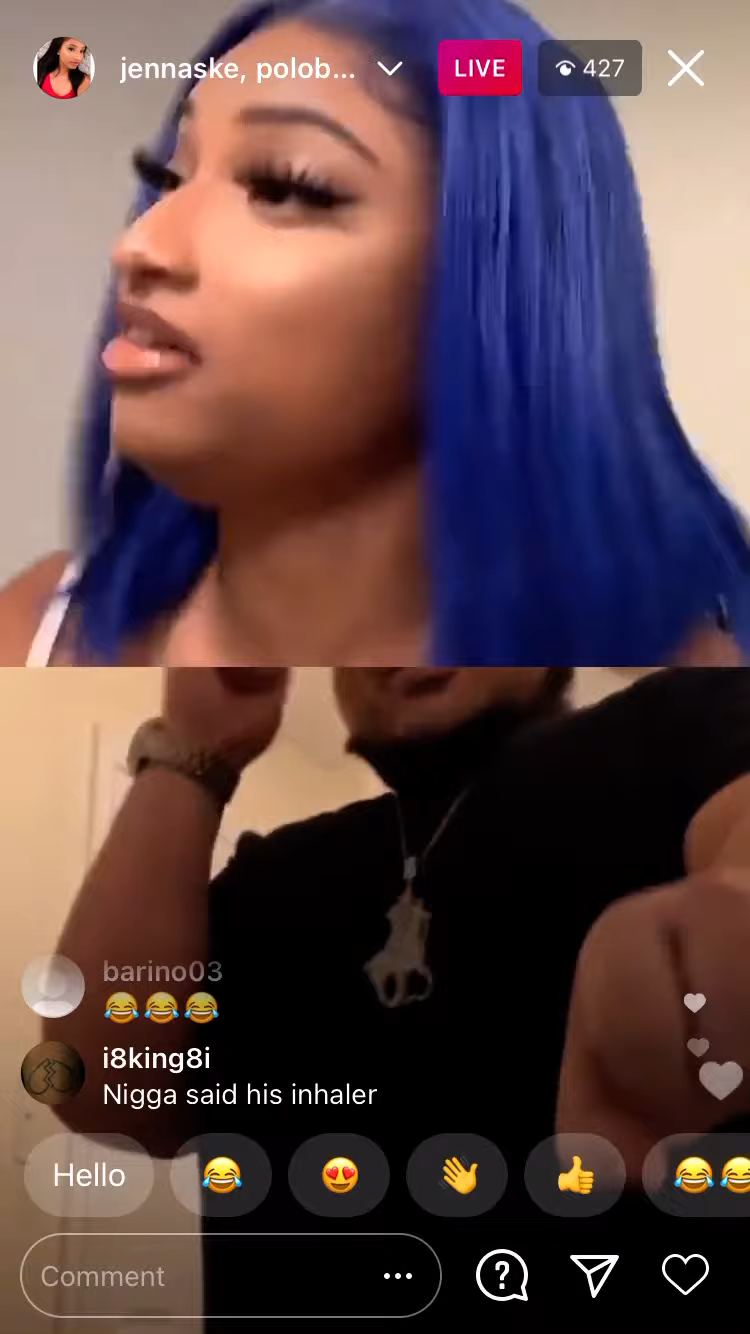 jennaske, polob...
LIVE
427
barino03
😂😂😂
i8king8i
Nigga said his inhaler
Hello
Comment